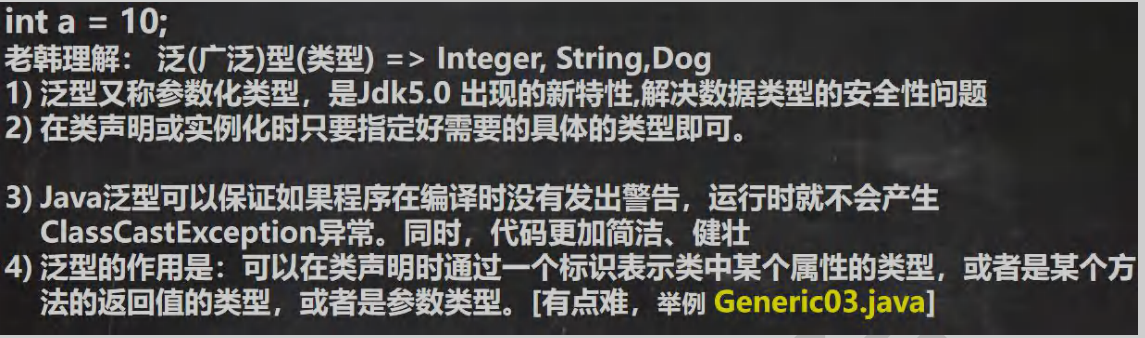 int a = 10;
老韩理解： 泛(广泛)型(类型) => Integer, String,Dog
1) 泛型又称参数化类型，是Jdk5.0 出现的新特性,解决数据类型的安全性问题
2) 在类声明或实例化时只要指定好需要的具体的类型即可。
3) Java泛型可以保证如果程序在编译时没有发出警告，运行时就不会产生
ClassCastException异常。同时，代码更加简洁、健壮
4) 泛型的作用是：可以在类声明时通过一个标识表示类中某个属性的类型，或者是某个方
法的返回值的类型，或者是参数类型。[有点难，举例 Generic03.java]